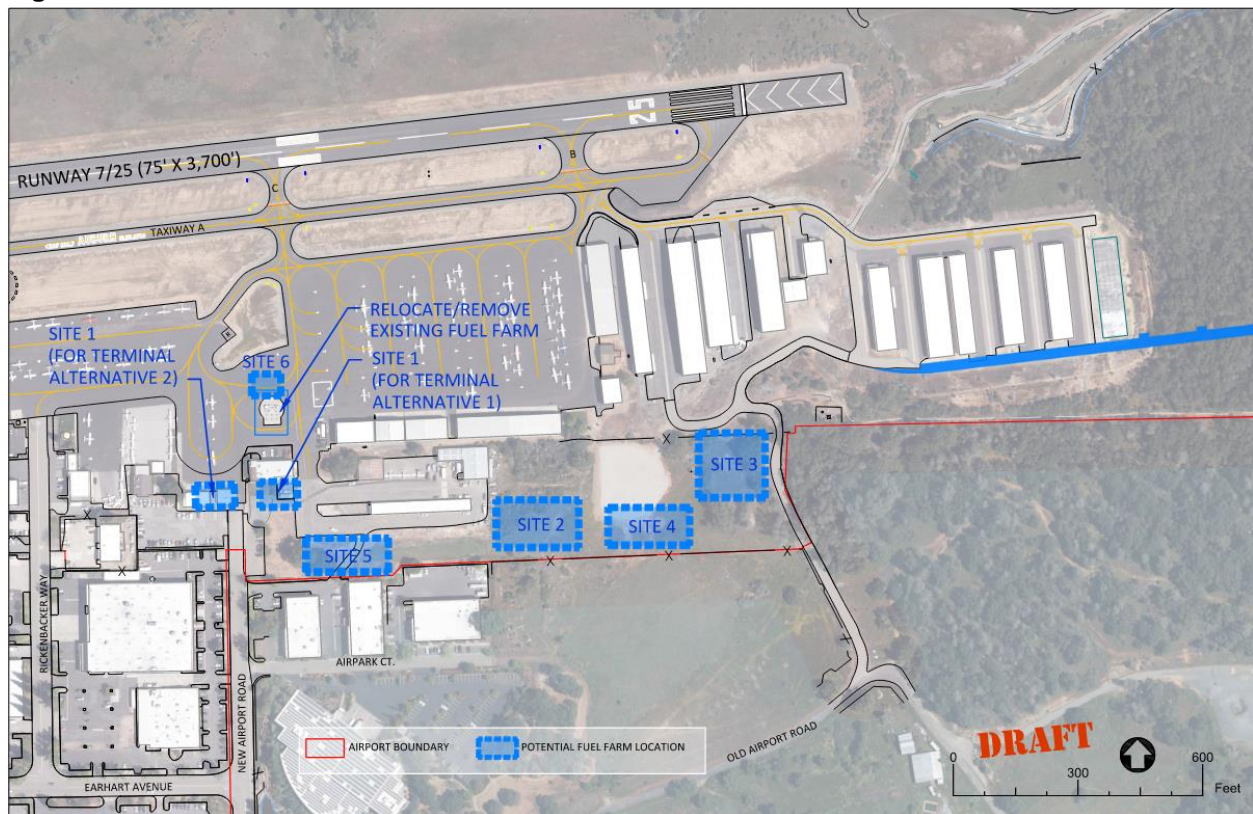 25
B
RUNWAY 7/25 (75' X 3,700')
C
TAXIWAY A
RELOCATE/REMOVE
EXISTING FUEL FARM
SITE 1
(FOR TERMINAL
ALTERNATIVE 2)
SITE 6
SITE 1
(FOR TERMINAL
ALTERNATIVE 1)
SITE 3
SITE 2
SITE 4
SITE 5
RICKENBACKER WAY
NEW AIRPORT ROAD
AIRPARK CT.
OLD AIRPORT ROAD
AIRPORT BOUNDARY
POTENTIAL FUEL FARM LOCATION
EARHART AVENUE
DRAFT
0 300 600
Feet